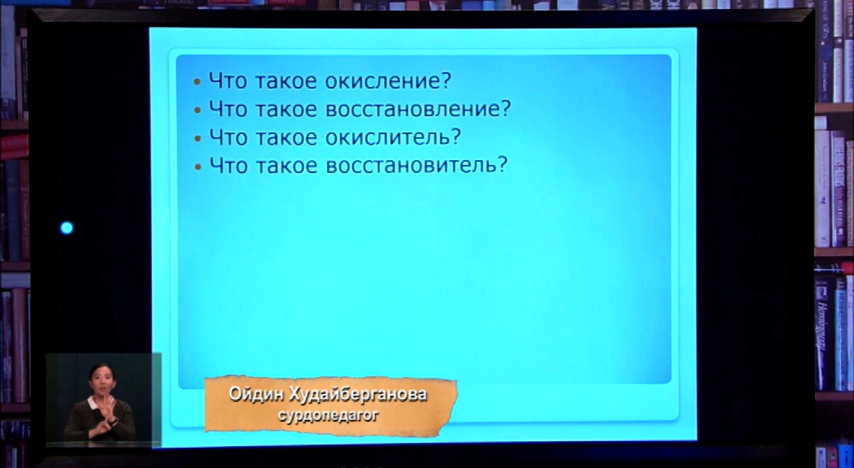 • Что такое окисление?
• Что такое восстановление?
• Что такое окислитель?
• Что такое восстановитель?
Ойдин Худайберганова
сурдопедагог